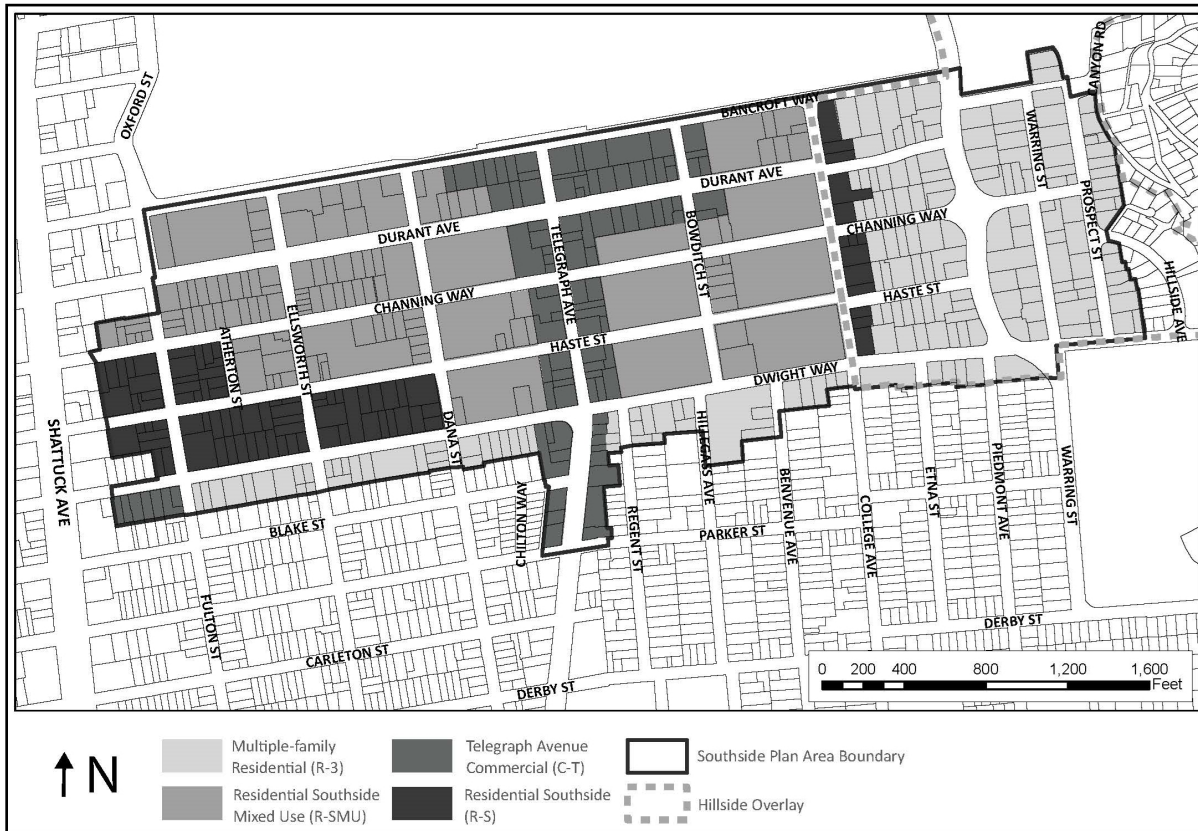 OXFORD ST
CANYON RD
BANCROFT WAY
WARRING ST
DURANT AVE
DURANT AVE
PROSPECT ST
TELEGRAPH AVE
BOWDITCH ST
CHANNING WAY
HILLSIDE AVE
CHANNING WAY
HASTE ST
ELLSWORTH ST
ATHERTON ST
HASTE ST
DWIGHT WAY
SHATTUCK AVE
DANA ST
HILLEGASS AVE
BENVENUE AVE
COLLEGE AVE
ETNA ST
PIEDMONT AVE
WARRING ST
CHILTON WAY
REGENT ST
BLAKE ST
PARKER ST
FULTON ST
DERBY ST
CARLETON ST
DERBY ST
0 200 400 800 1,200 1,600
Feet
N
Multiple-family
Residential (R-3)
Residential Southside
Mixed Use (R-SMU)
Telegraph Avenue
Commercial (C-T)
Residential Southside
(R-S)
Southside Plan Area Boundary
Hillside Overlay